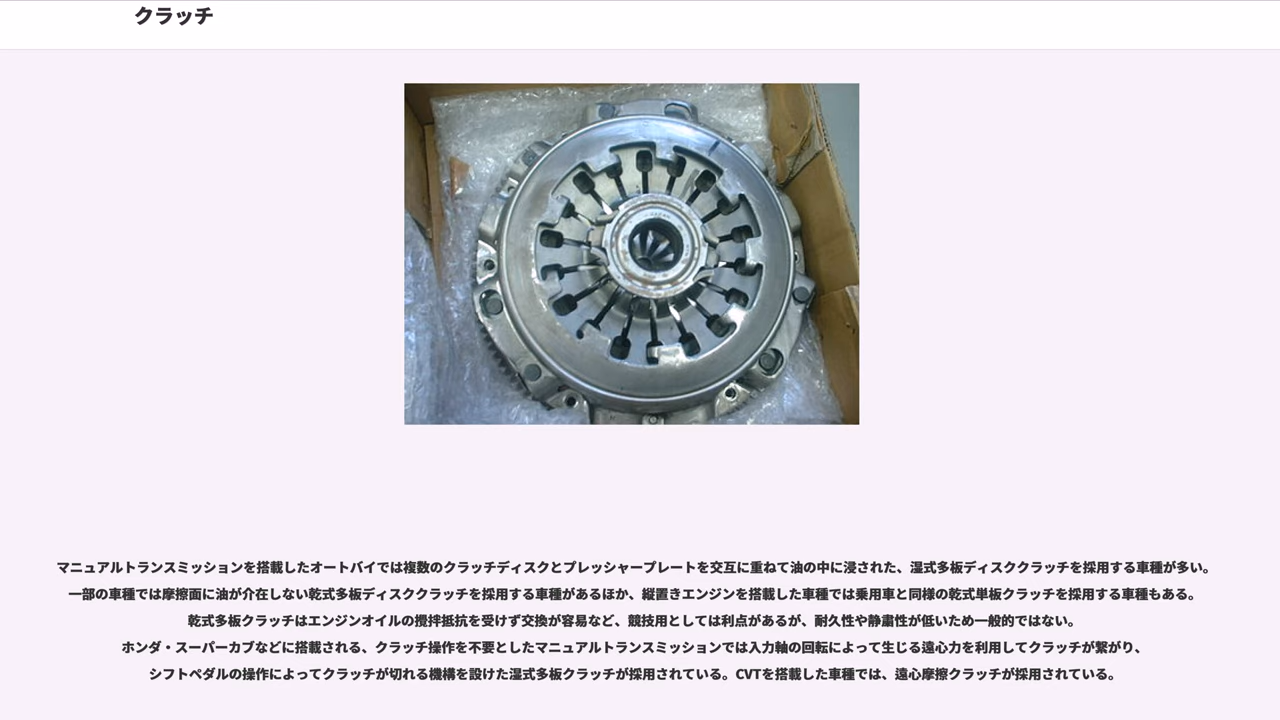 クラッチ
マニュアルトランスミッションを搭載したオートバイでは複数のクラッチディスクとプレッシャープレートを交互に重ねて油の中に浸された、湿式多板ディスククラッチを採用する車種が多い。
一部の車種では摩擦面に油が介在しない乾式多板ディスククラッチを採用する車種があるほか、縦置きエンジンを搭載した車種では乗用車と同様の乾式単板クラッチを採用する車種もある。
乾式多板クラッチはエンジンオイルの攪拌抵抗を受けず交換が容易など、競技用としては利点があるが、耐久性や静粛性が低いため一般的ではない。
ホンダ・スーパーカブなどに搭載される、クラッチ操作を不要としたマニュアルトランスミッションでは入力軸の回転によって生じる遠心力を利用してクラッチが繋がり、
シフトペダルの操作によってクラッチが切れる機構を設けた湿式多板クラッチが採用されている。CVTを搭載した車種では、遠心摩擦クラッチが採用されている。